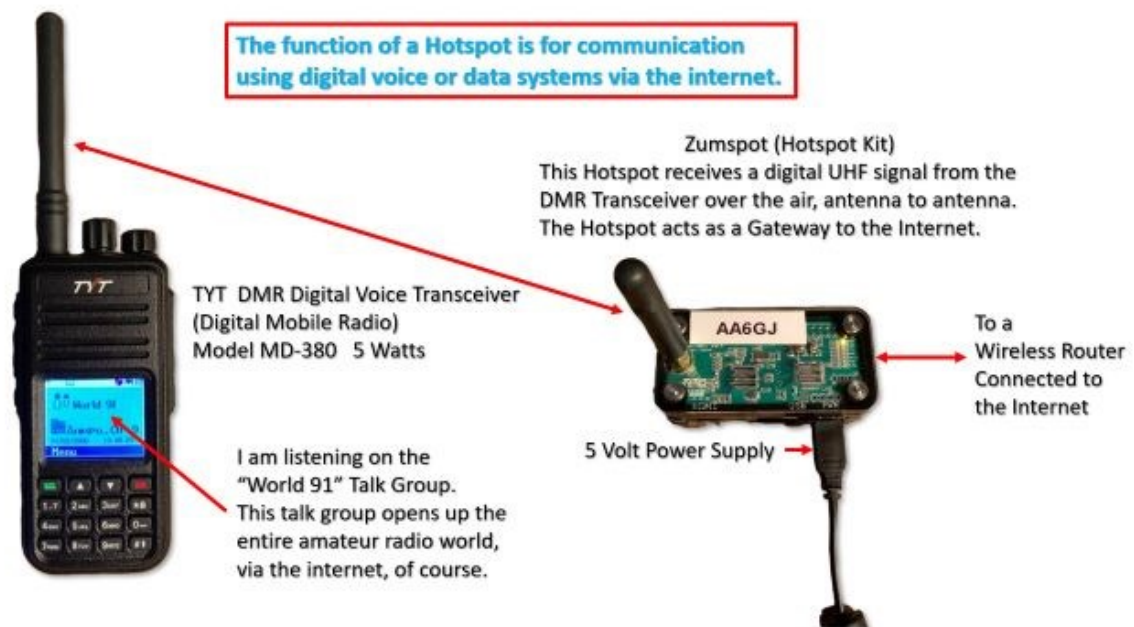 The function of a Hotspot is for communication
using digital voice or data systems via the internet.
Zumspot (Hotspot Kit)
This Hotspot receives a digital UHF signal from the
DMR Transceiver over the air, antenna to antenna.
The Hotspot acts as a Gateway to the Internet.
TYT
TYT DMR Digital Voice Transceiver
(Digital Mobile Radio)
Model MD-380 5 Watts
AA6GJ
To a
Wireless Router
Connected to
the Internet
World 91
Menu
5 Volt Power Supply
I am listening on the
“World 91” Talk Group.
This talk group opens up the
entire amateur radio world,
via the internet, of course.